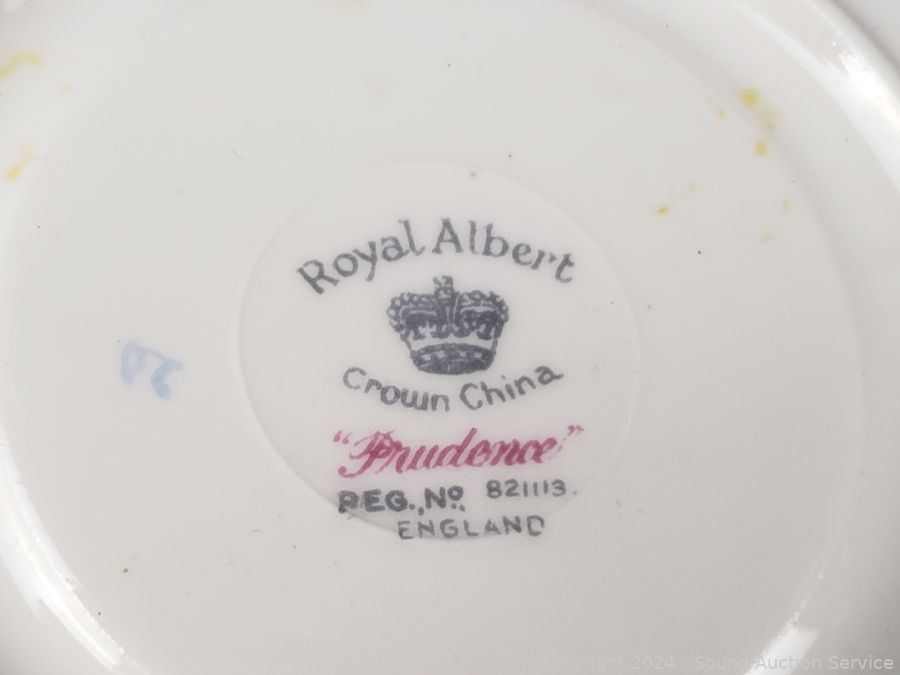 Royal Albert
Crown China
"Prudence"
REG., No. 821113.
ENGLAND
Copyright 2024 - Sound Auction Service